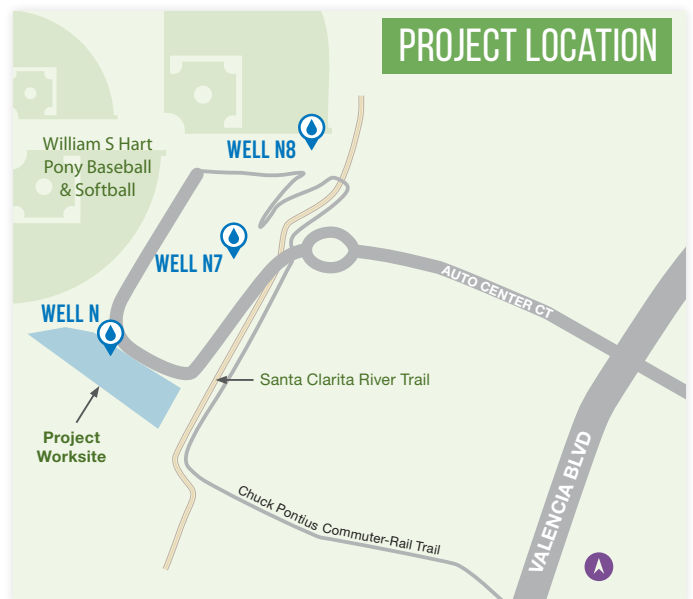 PROJECT LOCATION
William S Hart
Pony Baseball
& Softball
WELL N8
WELL N7
WELL N
AUTO CENTER CT
Santa Clarita River Trail
Project
Worksite
Chuck Pontius Commuter-Rail Trail
VALENCIA BLVD